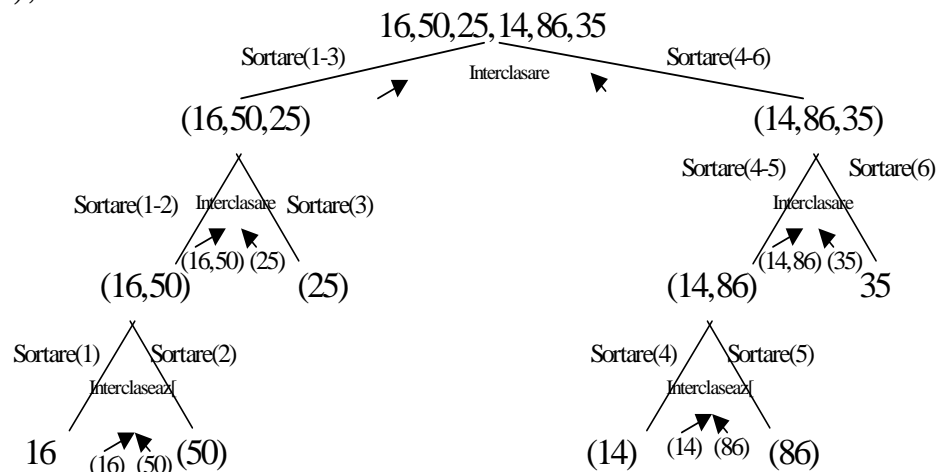 16,50,25,14,86,35
Sortare(1-3) Interclasare Sortare(4-6)
(16,50,25) (14,86,35)
Sortare(1-2) Interclasare Sortare(3) Sortare(4-5) Interclasare Sortare(6)
(16,50) (25) (14,86) (35)
(16,50) (25) (14,86) 35
Sortare(1) Sortare(2) Sortare(4) Sortare(5)
Interclaseaz[ Interclaseaz[
16 (16) (50) (50) (14) (14) (86) (86)